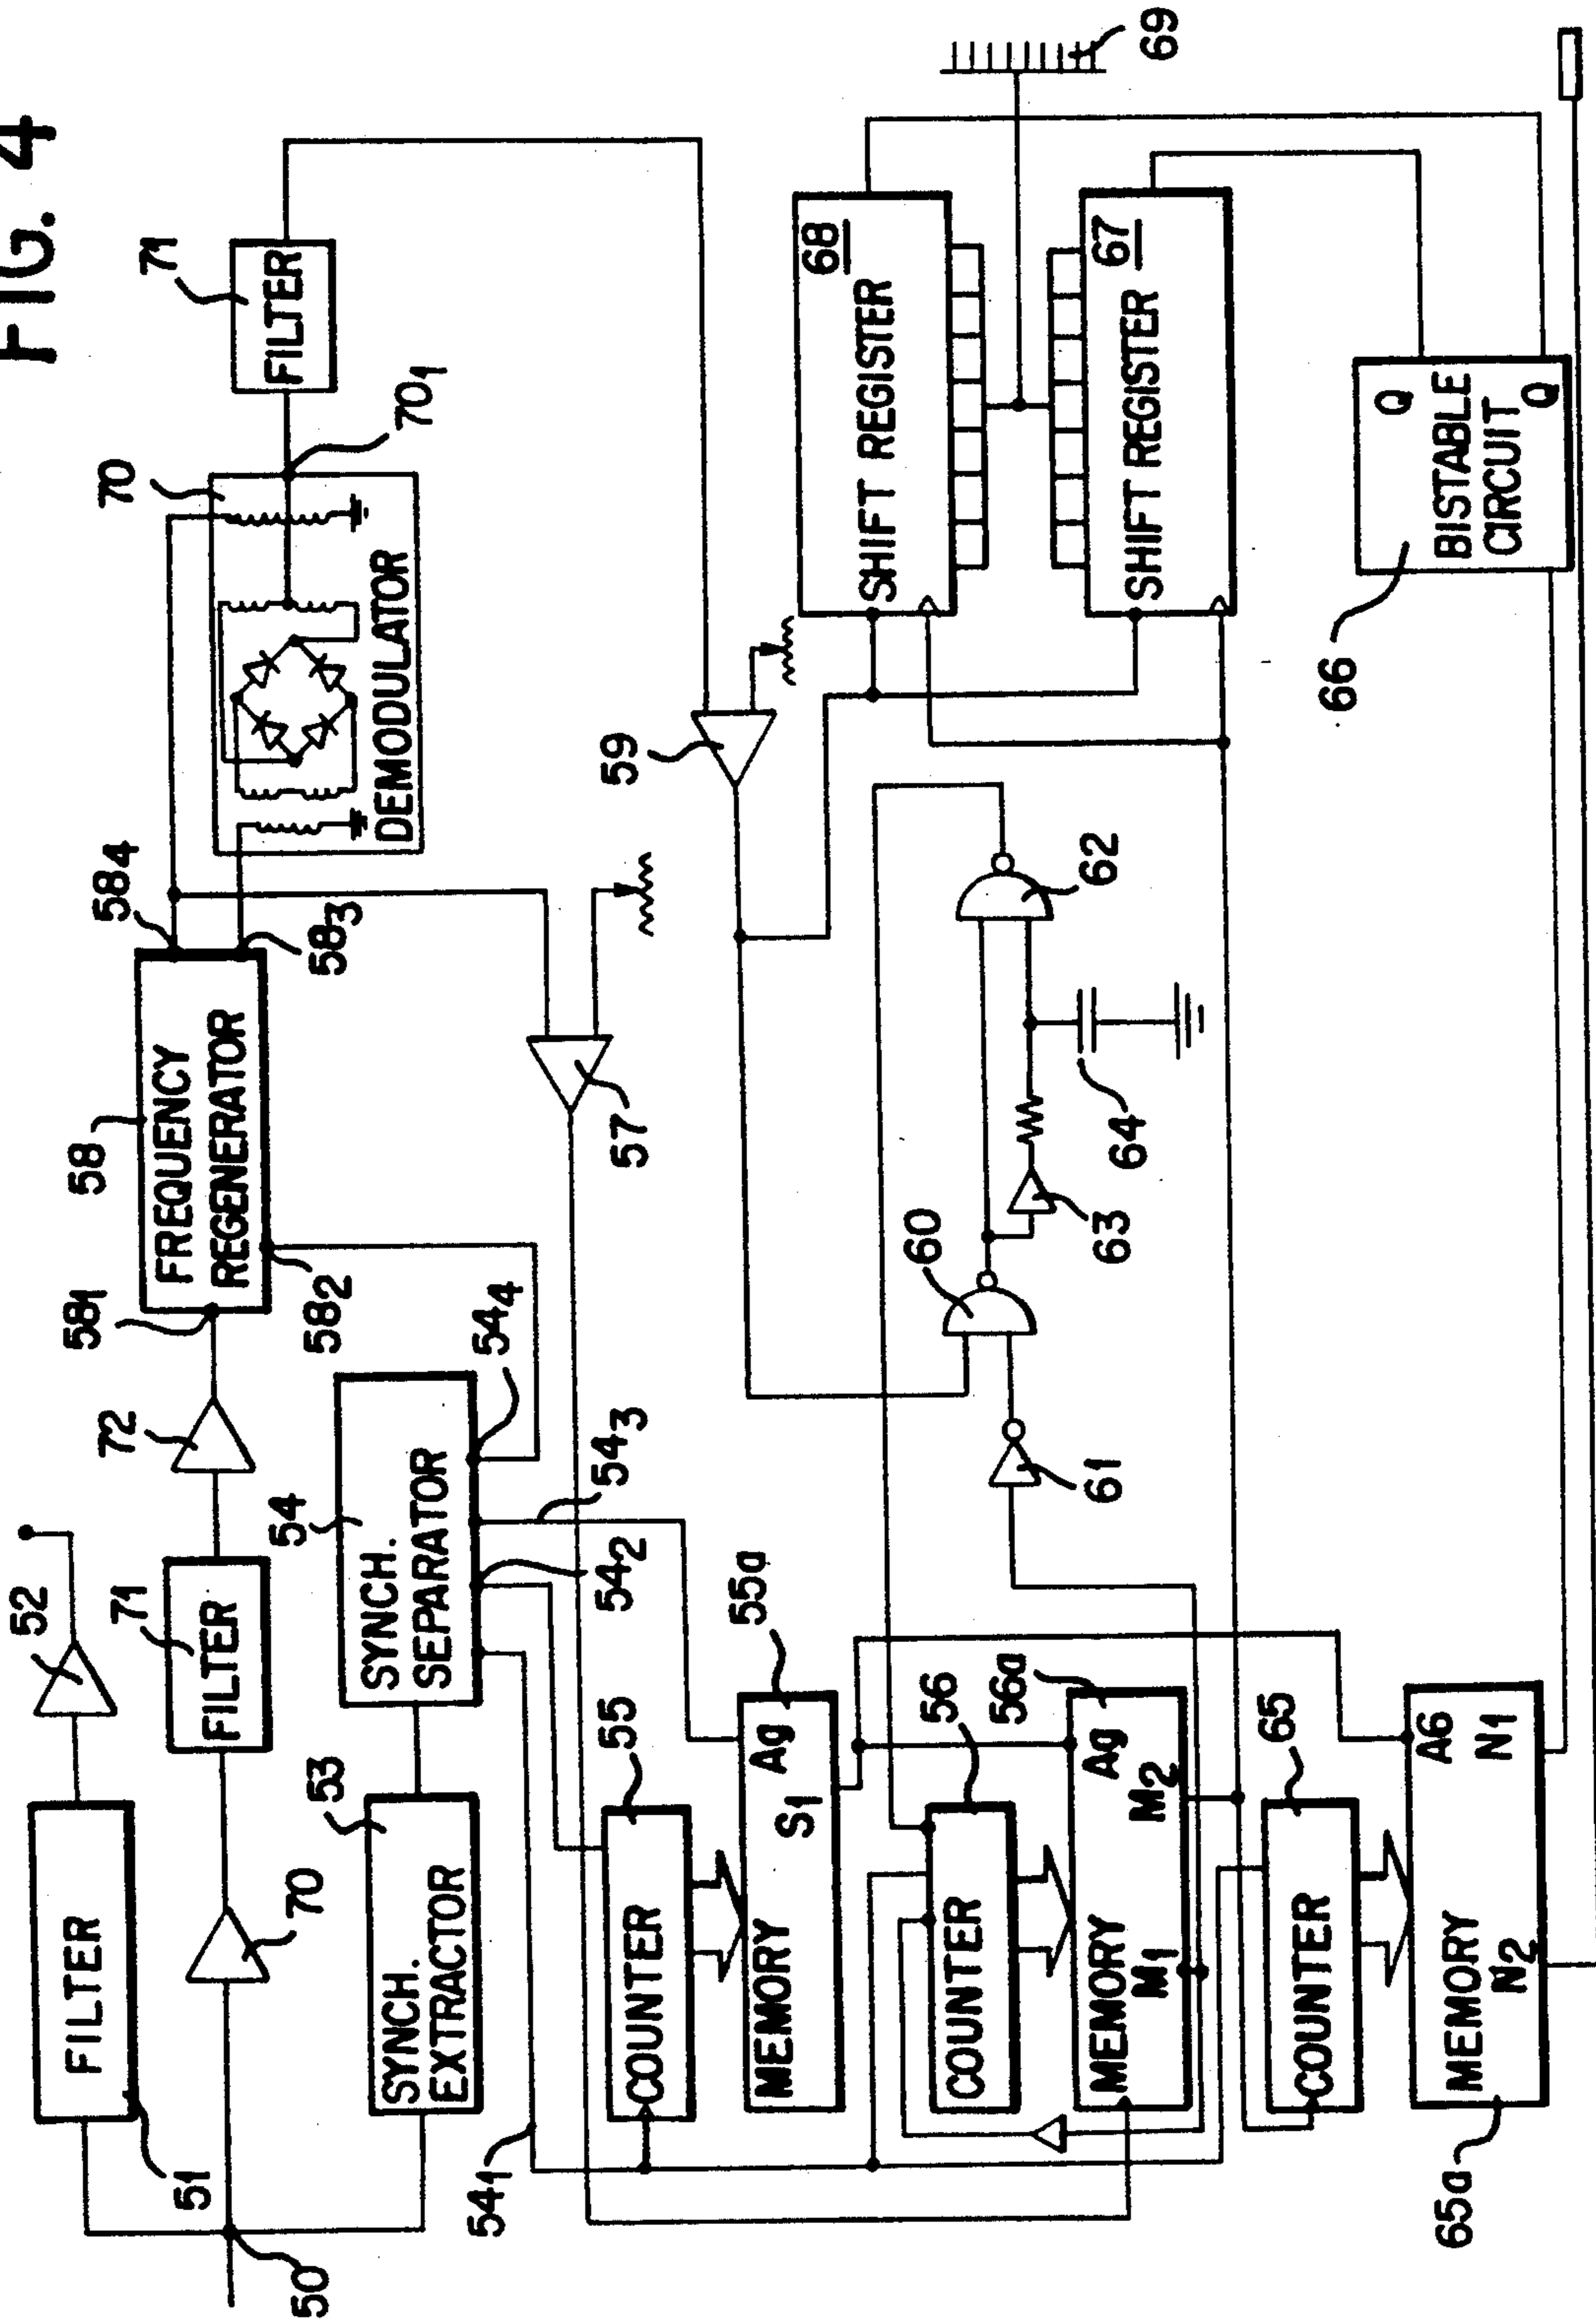 FIG. 4
52
FILTER
51
70
71
FILTER
72
58
58₁
FREQUENCY
REGENERATOR
58₂
58₃
58₄
70
DEMODULATOR
70₁
71
FILTER
50
53
SYNCH.
EXTRACTOR
54
SYNCH.
SEPARATOR
54₄
54₃
54₂
54₁
57
59
55
COUNTER
55a
Ag
S₁
MEMORY
56
COUNTER
56a
Ag
M₂
MEMORY
M₁
65
COUNTER
A6
N₁
MEMORY
N₂
65a
60
61
62
63
64
68
SHIFT REGISTER
67
SHIFT REGISTER
69
66
Q
BISTABLE
CIRCUIT
Q